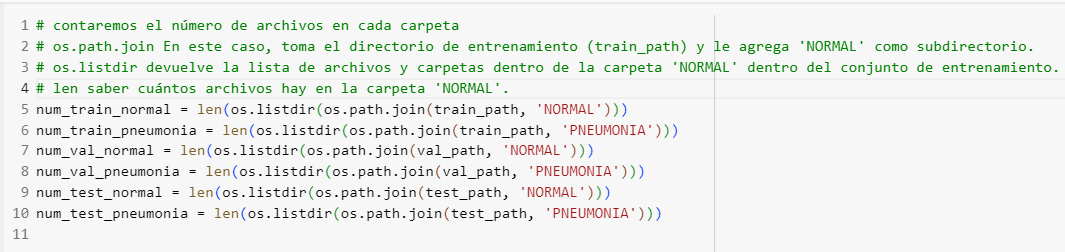 1 # contaremos el número de archivos en cada carpeta
2 # os.path.join En este caso, toma el directorio de entrenamiento (train_path) y le agrega 'NORMAL' como subdirectorio.
3 # os.listdir devuelve la lista de archivos y carpetas dentro de la carpeta 'NORMAL' dentro del conjunto de entrenamiento.
4 # len saber cuántos archivos hay en la carpeta 'NORMAL'.
5 num_train_normal = len(os.listdir(os.path.join(train_path, 'NORMAL')))
6 num_train_pneumonia = len(os.listdir(os.path.join(train_path, 'PNEUMONIA')))
7 num_val_normal = len(os.listdir(os.path.join(val_path, 'NORMAL')))
8 num_val_pneumonia = len(os.listdir(os.path.join(val_path, 'PNEUMONIA')))
9 num_test_normal = len(os.listdir(os.path.join(test_path, 'NORMAL')))
10 num_test_pneumonia = len(os.listdir(os.path.join(test_path, 'PNEUMONIA')))
11